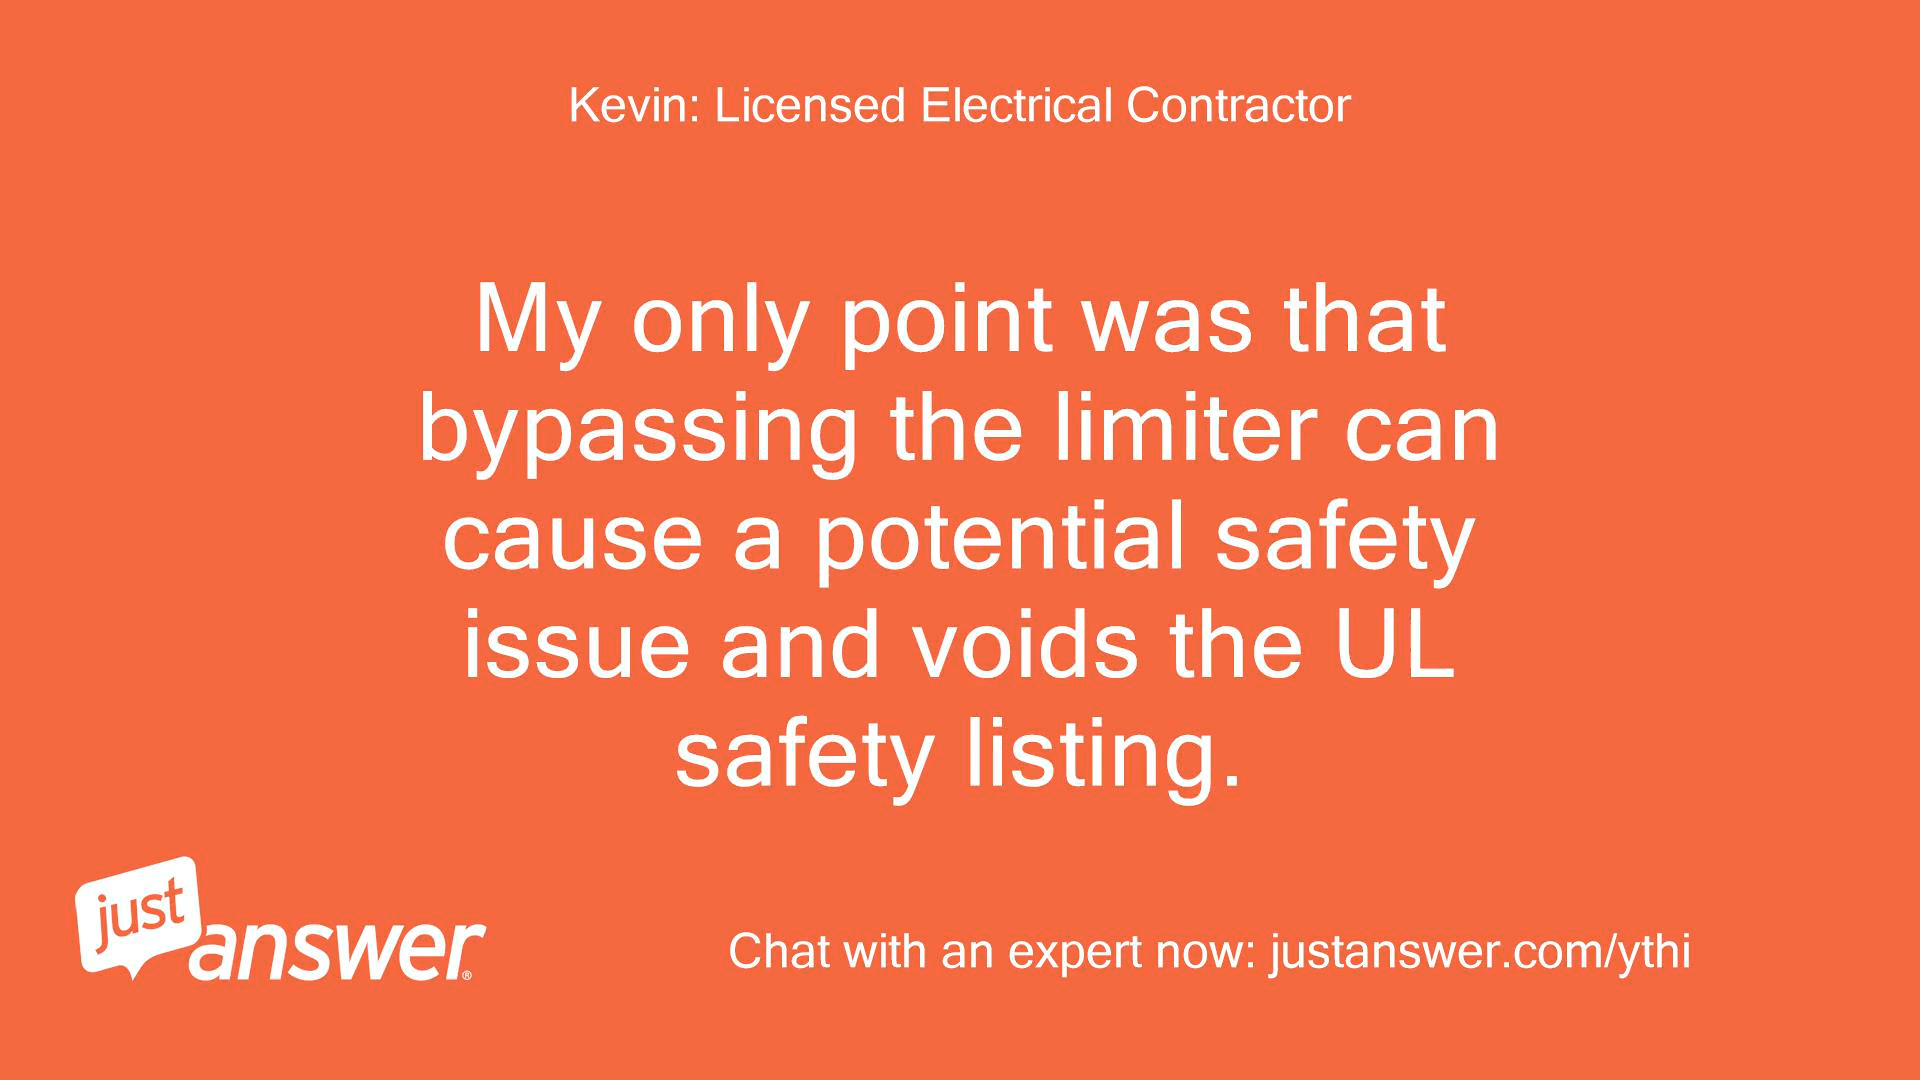 Kevin: Licensed Electrical Contractor
My only point was that
bypassing the limiter can
cause a potential safety
issue and voids the UL
safety listing.
just
answer®
Chat with an expert now: justanswer.com/ythi